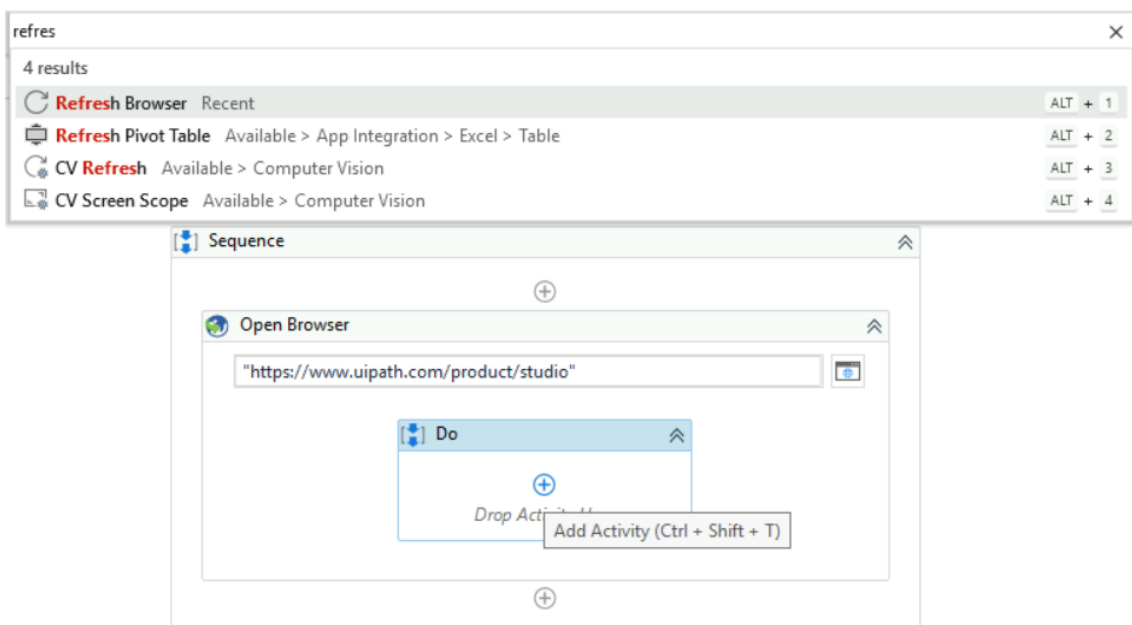 refres
4 results
Refresh Browser Recent ALT + 1
Refresh Pivot Table Available > App Integration > Excel > Table ALT + 2
CV Refresh Available > Computer Vision ALT + 3
CV Screen Scope Available > Computer Vision ALT + 4
Sequence
Open Browser
"https://www.uipath.com/product/studio"
Do
Drop
Add Activity (Ctrl + Shift + T)